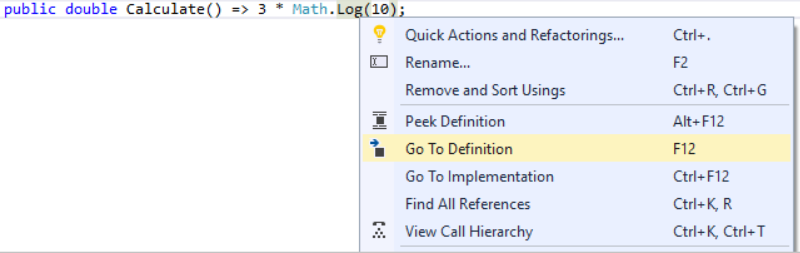 public double Calculate() => 3 * Math.Log(10);
Quick Actions and Refactorings... Ctrl+.
Rename... F2
Remove and Sort Usings Ctrl+R, Ctrl+G
Peek Definition Alt+F12
Go To Definition F12
Go To Implementation Ctrl+F12
Find All References Ctrl+K, R
View Call Hierarchy Ctrl+K, Ctrl+T